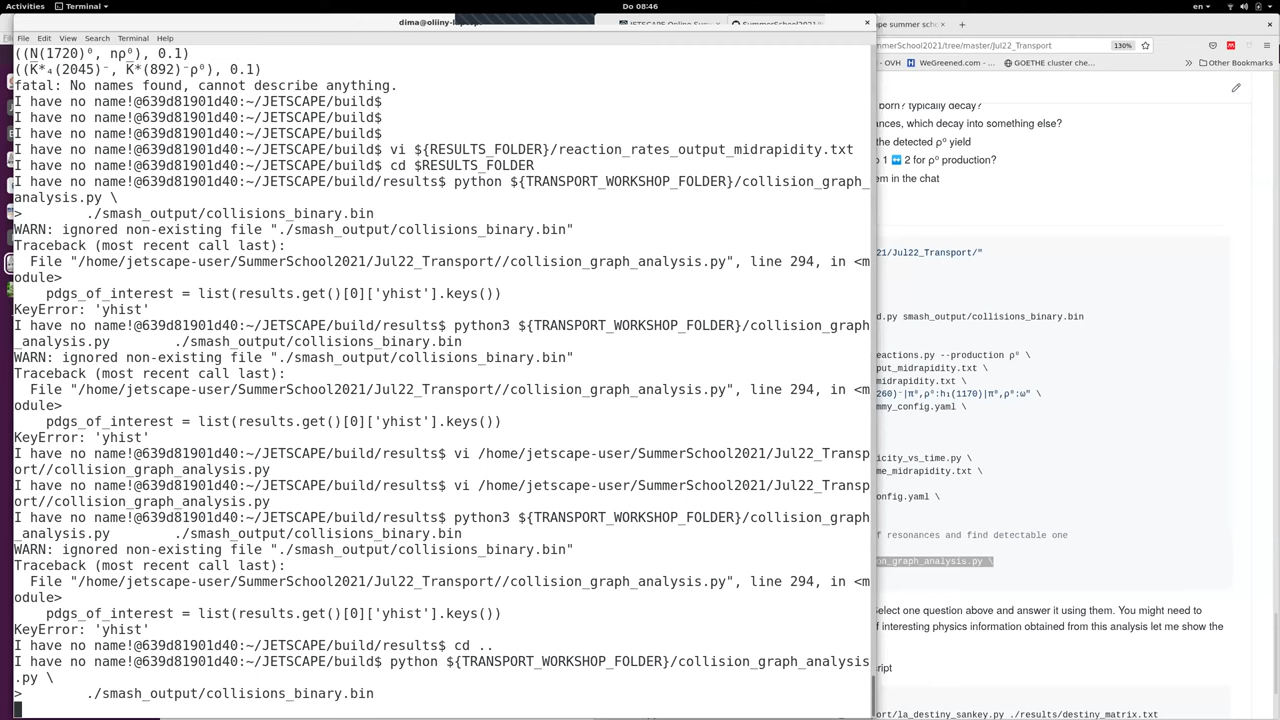 Activities
Terminal
Do 08:46
en
dima@oliiny-laptop:
File Edit View Search Terminal Help
((N(1720)⁰, nρ⁰), 0.1)
((K*₄(2045)⁻, K*(892)⁻ρ⁰), 0.1)
fatal: No names found, cannot describe anything.
I have no name!@639d81901d40:~/JETSCAPE/build$
I have no name!@639d81901d40:~/JETSCAPE/build$
I have no name!@639d81901d40:~/JETSCAPE/build$
I have no name!@639d81901d40:~/JETSCAPE/build$ vi ${RESULTS_FOLDER}/reaction_rates_output_midrapidity.txt
I have no name!@639d81901d40:~/JETSCAPE/build$ cd $RESULTS_FOLDER
I have no name!@639d81901d40:~/JETSCAPE/build/results$ python ${TRANSPORT_WORKSHOP_FOLDER}/collision_graph_
analysis.py \
> ./smash_output/collisions_binary.bin
WARN: ignored non-existing file "./smash_output/collisions_binary.bin"
Traceback (most recent call last):
File "/home/jetscape-user/SummerSchool2021/Jul22_Transport//collision_graph_analysis.py", line 294, in <m
odule>
pdgs_of_interest = list(results.get()[0]['yhist'].keys())
KeyError: 'yhist'
I have no name!@639d81901d40:~/JETSCAPE/build/results$ python3 ${TRANSPORT_WORKSHOP_FOLDER}/collision_graph
_analysis.py ./smash_output/collisions_binary.bin
WARN: ignored non-existing file "./smash_output/collisions_binary.bin"
Traceback (most recent call last):
File "/home/jetscape-user/SummerSchool2021/Jul22_Transport//collision_graph_analysis.py", line 294, in <m
odule>
pdgs_of_interest = list(results.get()[0]['yhist'].keys())
KeyError: 'yhist'
I have no name!@639d81901d40:~/JETSCAPE/build/results$ vi /home/jetscape-user/SummerSchool2021/Jul22_Transp
ort//collision_graph_analysis.py
I have no name!@639d81901d40:~/JETSCAPE/build/results$ vi /home/jetscape-user/SummerSchool2021/Jul22_Transp
ort//collision_graph_analysis.py
I have no name!@639d81901d40:~/JETSCAPE/build/results$ python3 ${TRANSPORT_WORKSHOP_FOLDER}/collision_graph
_analysis.py ./smash_output/collisions_binary.bin
WARN: ignored non-existing file "./smash_output/collisions_binary.bin"
Traceback (most recent call last):
File "/home/jetscape-user/SummerSchool2021/Jul22_Transport//collision_graph_analysis.py", line 294, in <m
odule>
pdgs_of_interest = list(results.get()[0]['yhist'].keys())
KeyError: 'yhist'
I have no name!@639d81901d40:~/JETSCAPE/build/results$ cd ..
I have no name!@639d81901d40:~/JETSCAPE/build$ python ${TRANSPORT_WORKSHOP_FOLDER}/collision_graph_analysis
.py \
> ./smash_output/collisions_binary.bin
ape summer scho
ummerSchool2021/tree/master/Jul22_Transport
130%
- OVH
WeGreened.com
GOETHE cluster che…
Other Bookmarks
born? typically decay?
ances, which decay into something else?
the detected ρ⁰ yield
o 1 ↔ 2 for ρ⁰ production?
em in the chat
21/Jul22_Transport/"
d.py smash_output/collisions_binary.bin
eactions.py --production ρ⁰ \
put_midrapidity.txt \
midrapidity.txt \
260)⁻|π⁰,ρ⁰:h₁(1170)|π⁰,ρ⁰:ω" \
mmy_config.yaml \
icity_vs_time.py \
me_midrapidity.txt \
config.yaml \
f resonances and find detectable one
on_graph_analysis.py \
Select one question above and answer it using them. You might need to
f interesting physics information obtained from this analysis let me show the
cript
ort/la_destiny_sankey.py ./results/destiny_matrix.txt